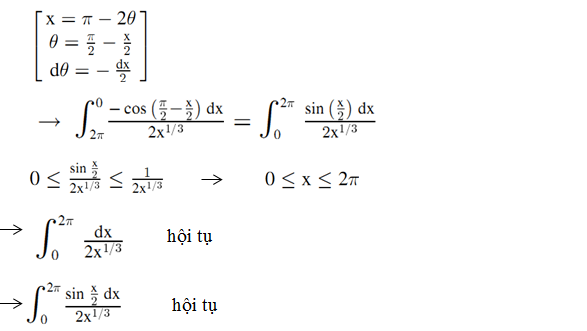 x = π − 2θ
θ = π/2 − x/2
dθ = − dx/2
→ ∫_{2π}^{0} −cos (π/2 − x/2) dx / 2x^{1/3} = ∫_{0}^{2π} sin (x/2) dx / 2x^{1/3}
0 ≤ sin x/2 / 2x^{1/3} ≤ 1 / 2x^{1/3} → 0 ≤ x ≤ 2π
→ ∫_{0}^{2π} dx / 2x^{1/3} hội tụ
→ ∫_{0}^{2π} sin x/2 dx / 2x^{1/3} hội tụ